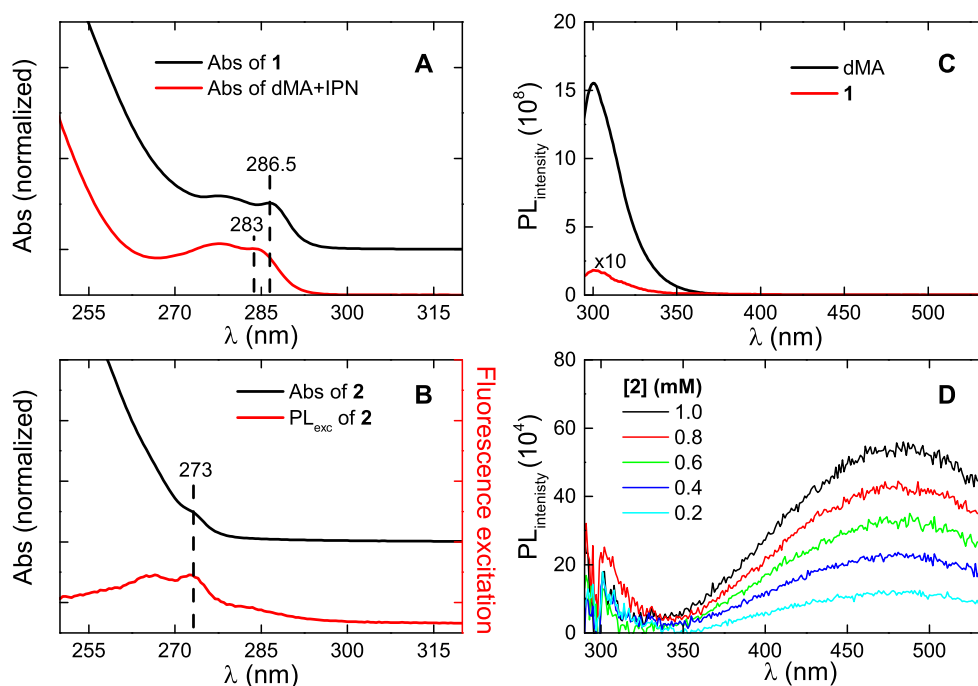 Abs (normalized)
Abs of 1
Abs of dMA+IPN
A
286.5
283
255 270 285 300 315
λ (nm)
PLintensity (10⁸)
20
15
10
5
0
dMA
1
C
x10
300 350 400 450 500
λ (nm)
Abs (normalized)
Abs of 2
PLexc of 2
B
273
Fluorescence excitation
255 270 285 300 315
λ (nm)
PLintenisty (10⁴)
80
60
40
20
0
[2] (mM)
1.0
0.8
0.6
0.4
0.2
D
300 350 400 450 500
λ (nm)